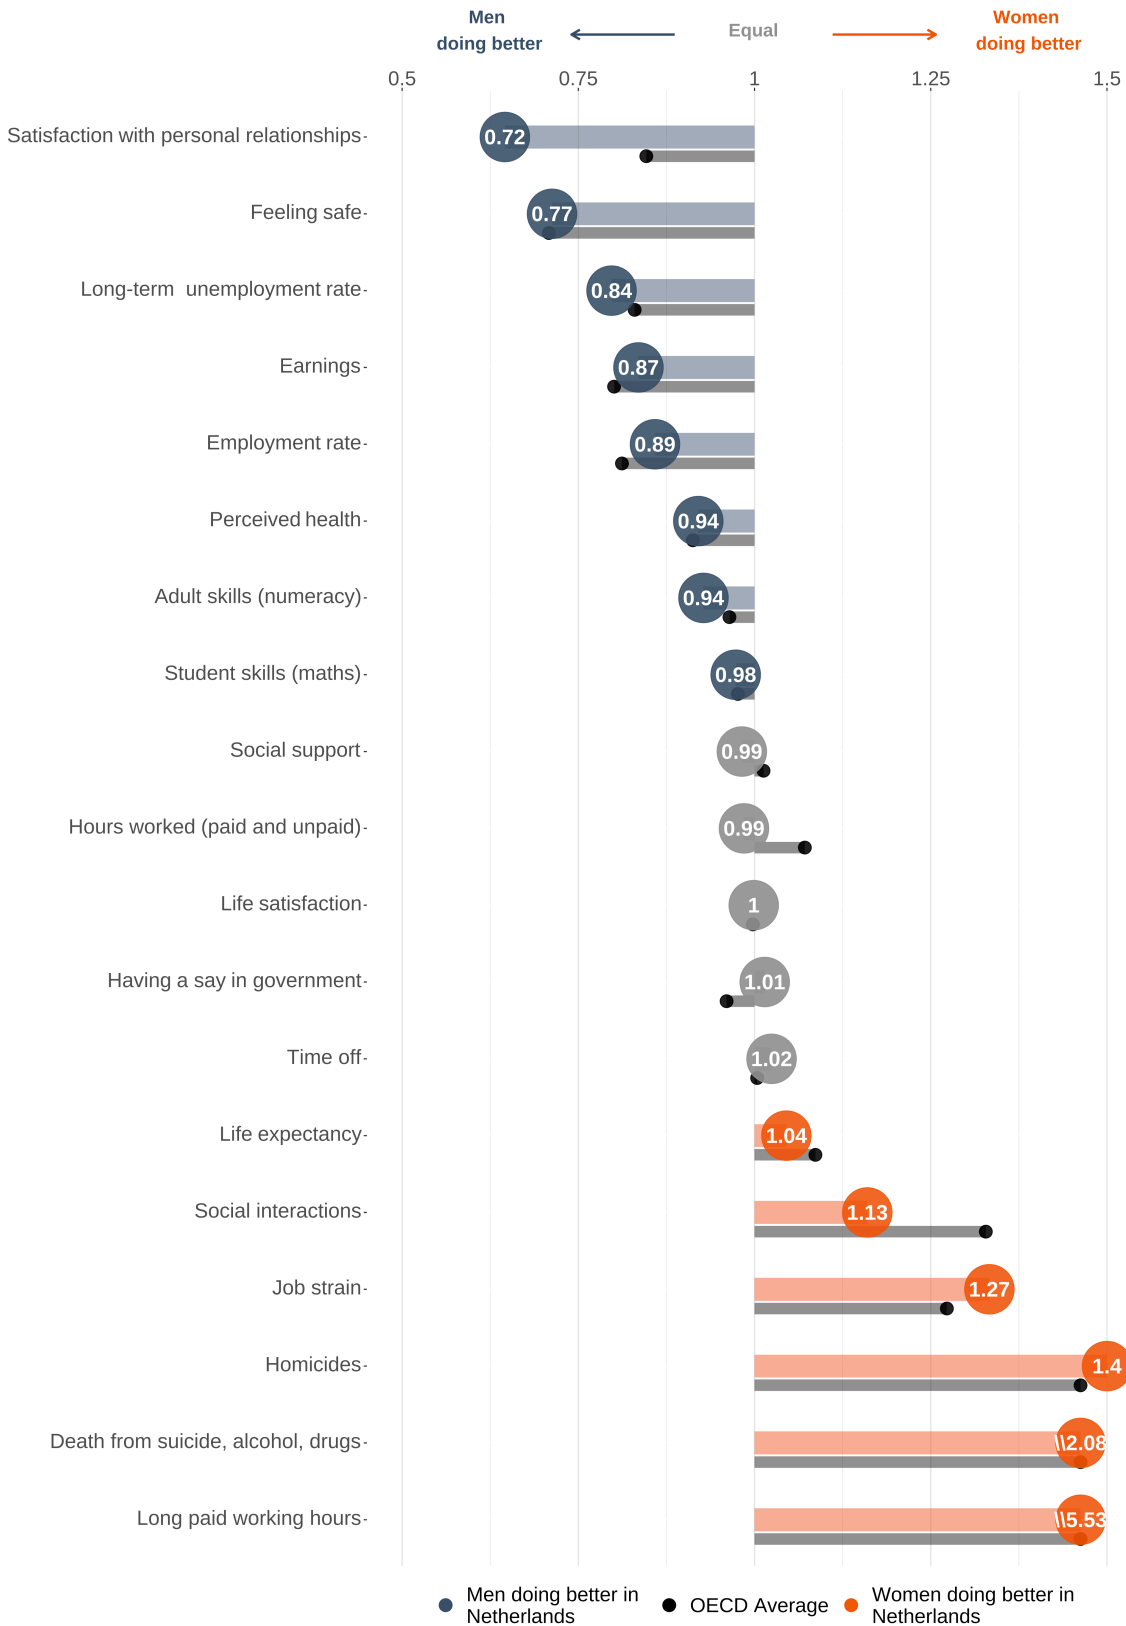 Men
doing better
Equal
Women
doing better
0.5 0.75 1 1.25 1.5
Satisfaction with personal relationships 0.72
Feeling safe 0.77
Long-term unemployment rate 0.84
Earnings 0.87
Employment rate 0.89
Perceived health 0.94
Adult skills (numeracy) 0.94
Student skills (maths) 0.98
Social support 0.99
Hours worked (paid and unpaid) 0.99
Life satisfaction 1
Having a say in government 1.01
Time off 1.02
Life expectancy 1.04
Social interactions 1.13
Job strain 1.27
Homicides 1.4
Death from suicide, alcohol, drugs \\2.08
Long paid working hours \\5.53
Men doing better in
Netherlands
OECD Average
Women doing better in
Netherlands